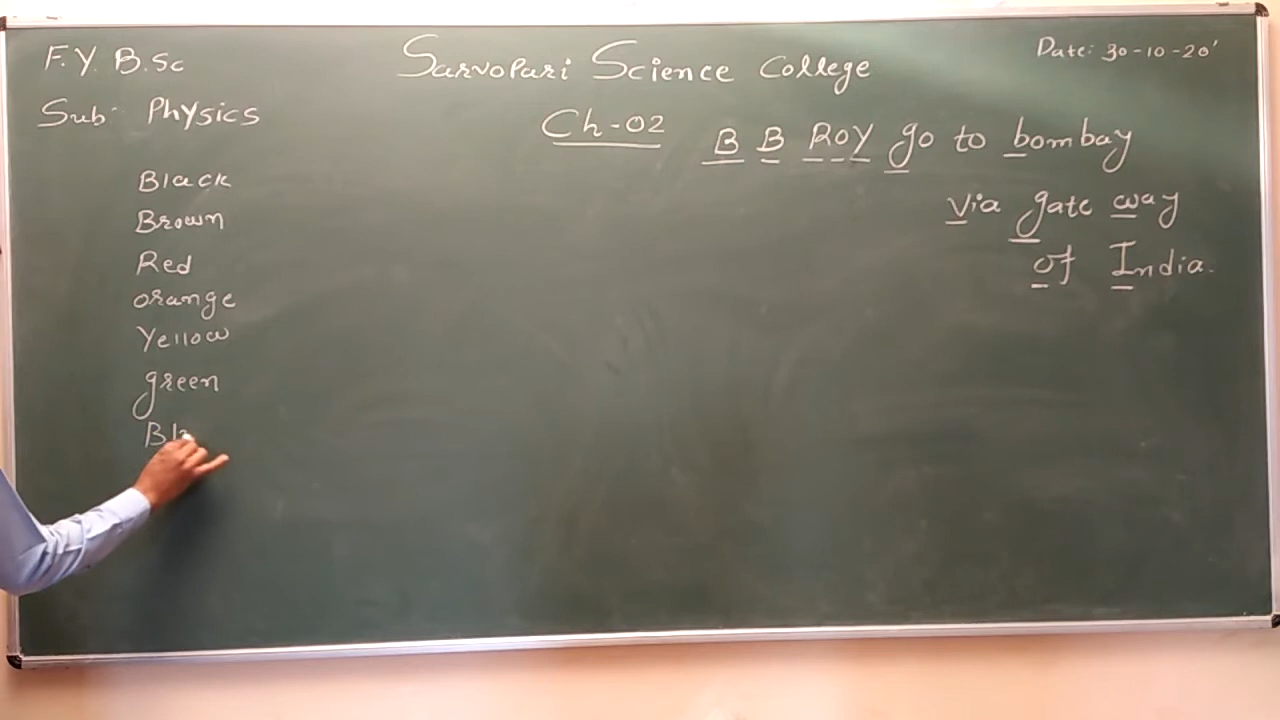 F.Y. B.Sc
Sarvopari Science College
Date: 30-10-20'
Sub: Physics
Ch-02
B B ROY go to bombay
via gate way
of India.
Black
Brown
Red
orange
Yellow
green